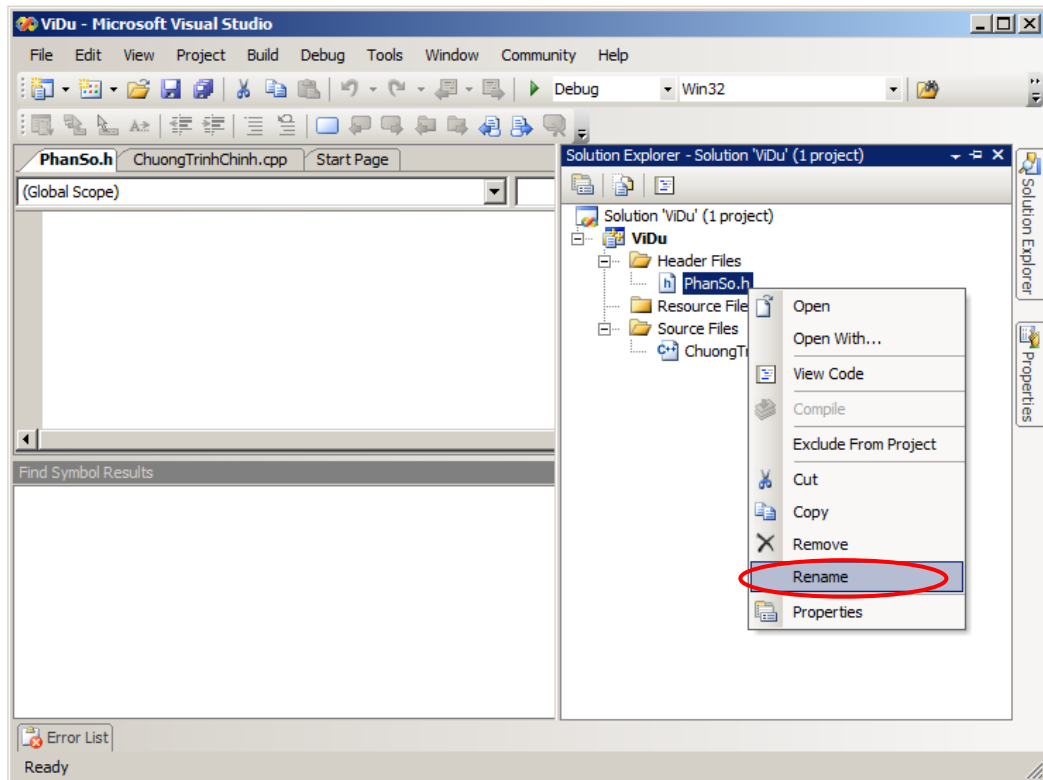 ViDu - Microsoft Visual Studio
File Edit View Project Build Debug Tools Window Community Help
Debug Win32
PhanSo.h ChuongTrinhChinh.cpp Start Page
(Global Scope)
Find Symbol Results
Error List
Ready
Solution Explorer - Solution 'ViDu' (1 project)
Solution 'ViDu' (1 project)
ViDu
Header Files
PhanSo.h
Resource File
Source Files
ChuongTr
Open
Open With...
View Code
Compile
Exclude From Project
Cut
Copy
Remove
Rename
Properties
Solution Explorer
Properties